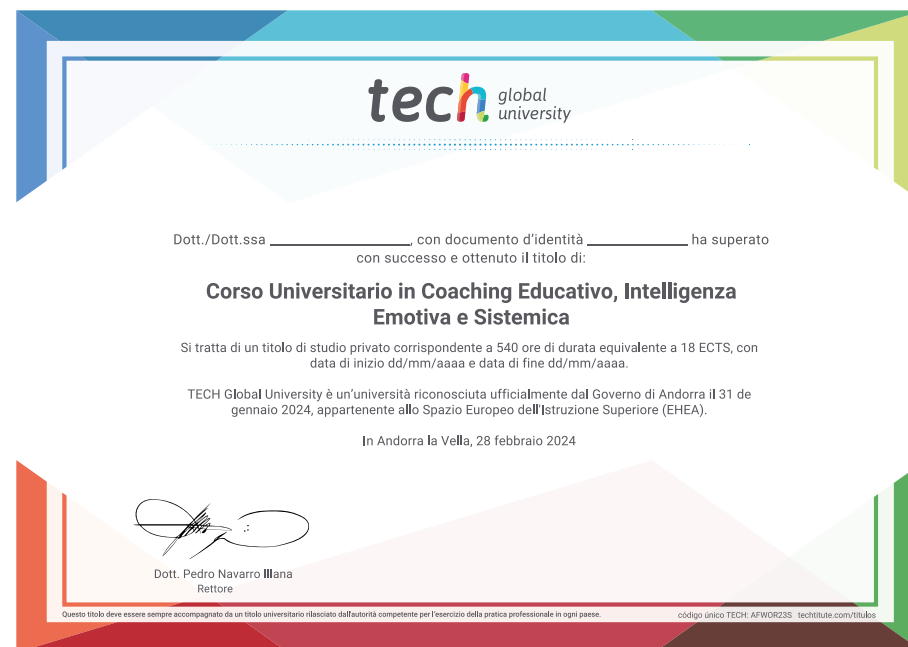 tech global university
Dott./Dott.ssa ____________________, con documento d'identità ______________ ha superato
con successo e ottenuto il titolo di:
Corso Universitario in Coaching Educativo, Intelligenza
Emotiva e Sistemica
Si tratta di un titolo di studio privato corrispondente a 540 ore di durata equivalente a 18 ECTS, con
data di inizio dd/mm/aaaa e data di fine dd/mm/aaaa.
TECH Global University è un'università riconosciuta ufficialmente dal Governo di Andorra il 31 de
gennaio 2024, appartenente allo Spazio Europeo dell'Istruzione Superiore (EHEA).
In Andorra la Vella, 28 febbraio 2024
Dott. Pedro Navarro Illana
Rettore
Questo titolo deve essere sempre accompagnato da un titolo universitario rilasciato dall'autorità competente per l'esercizio della pratica professionale in ogni paese. código único TECH: AFWOR23S techtitute.com/titulos